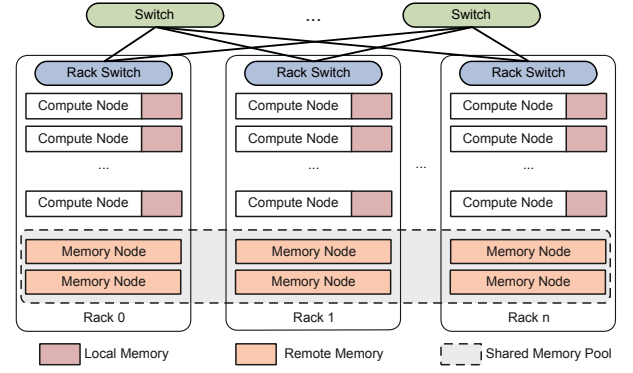 Switch ... Switch
Rack Switch Rack Switch Rack Switch
Compute Node Compute Node Compute Node
Compute Node Compute Node Compute Node
... ... ... ...
Compute Node Compute Node Compute Node
Memory Node Memory Node Memory Node
Memory Node Memory Node Memory Node
Rack 0 Rack 1 Rack n
Local Memory Remote Memory Shared Memory Pool